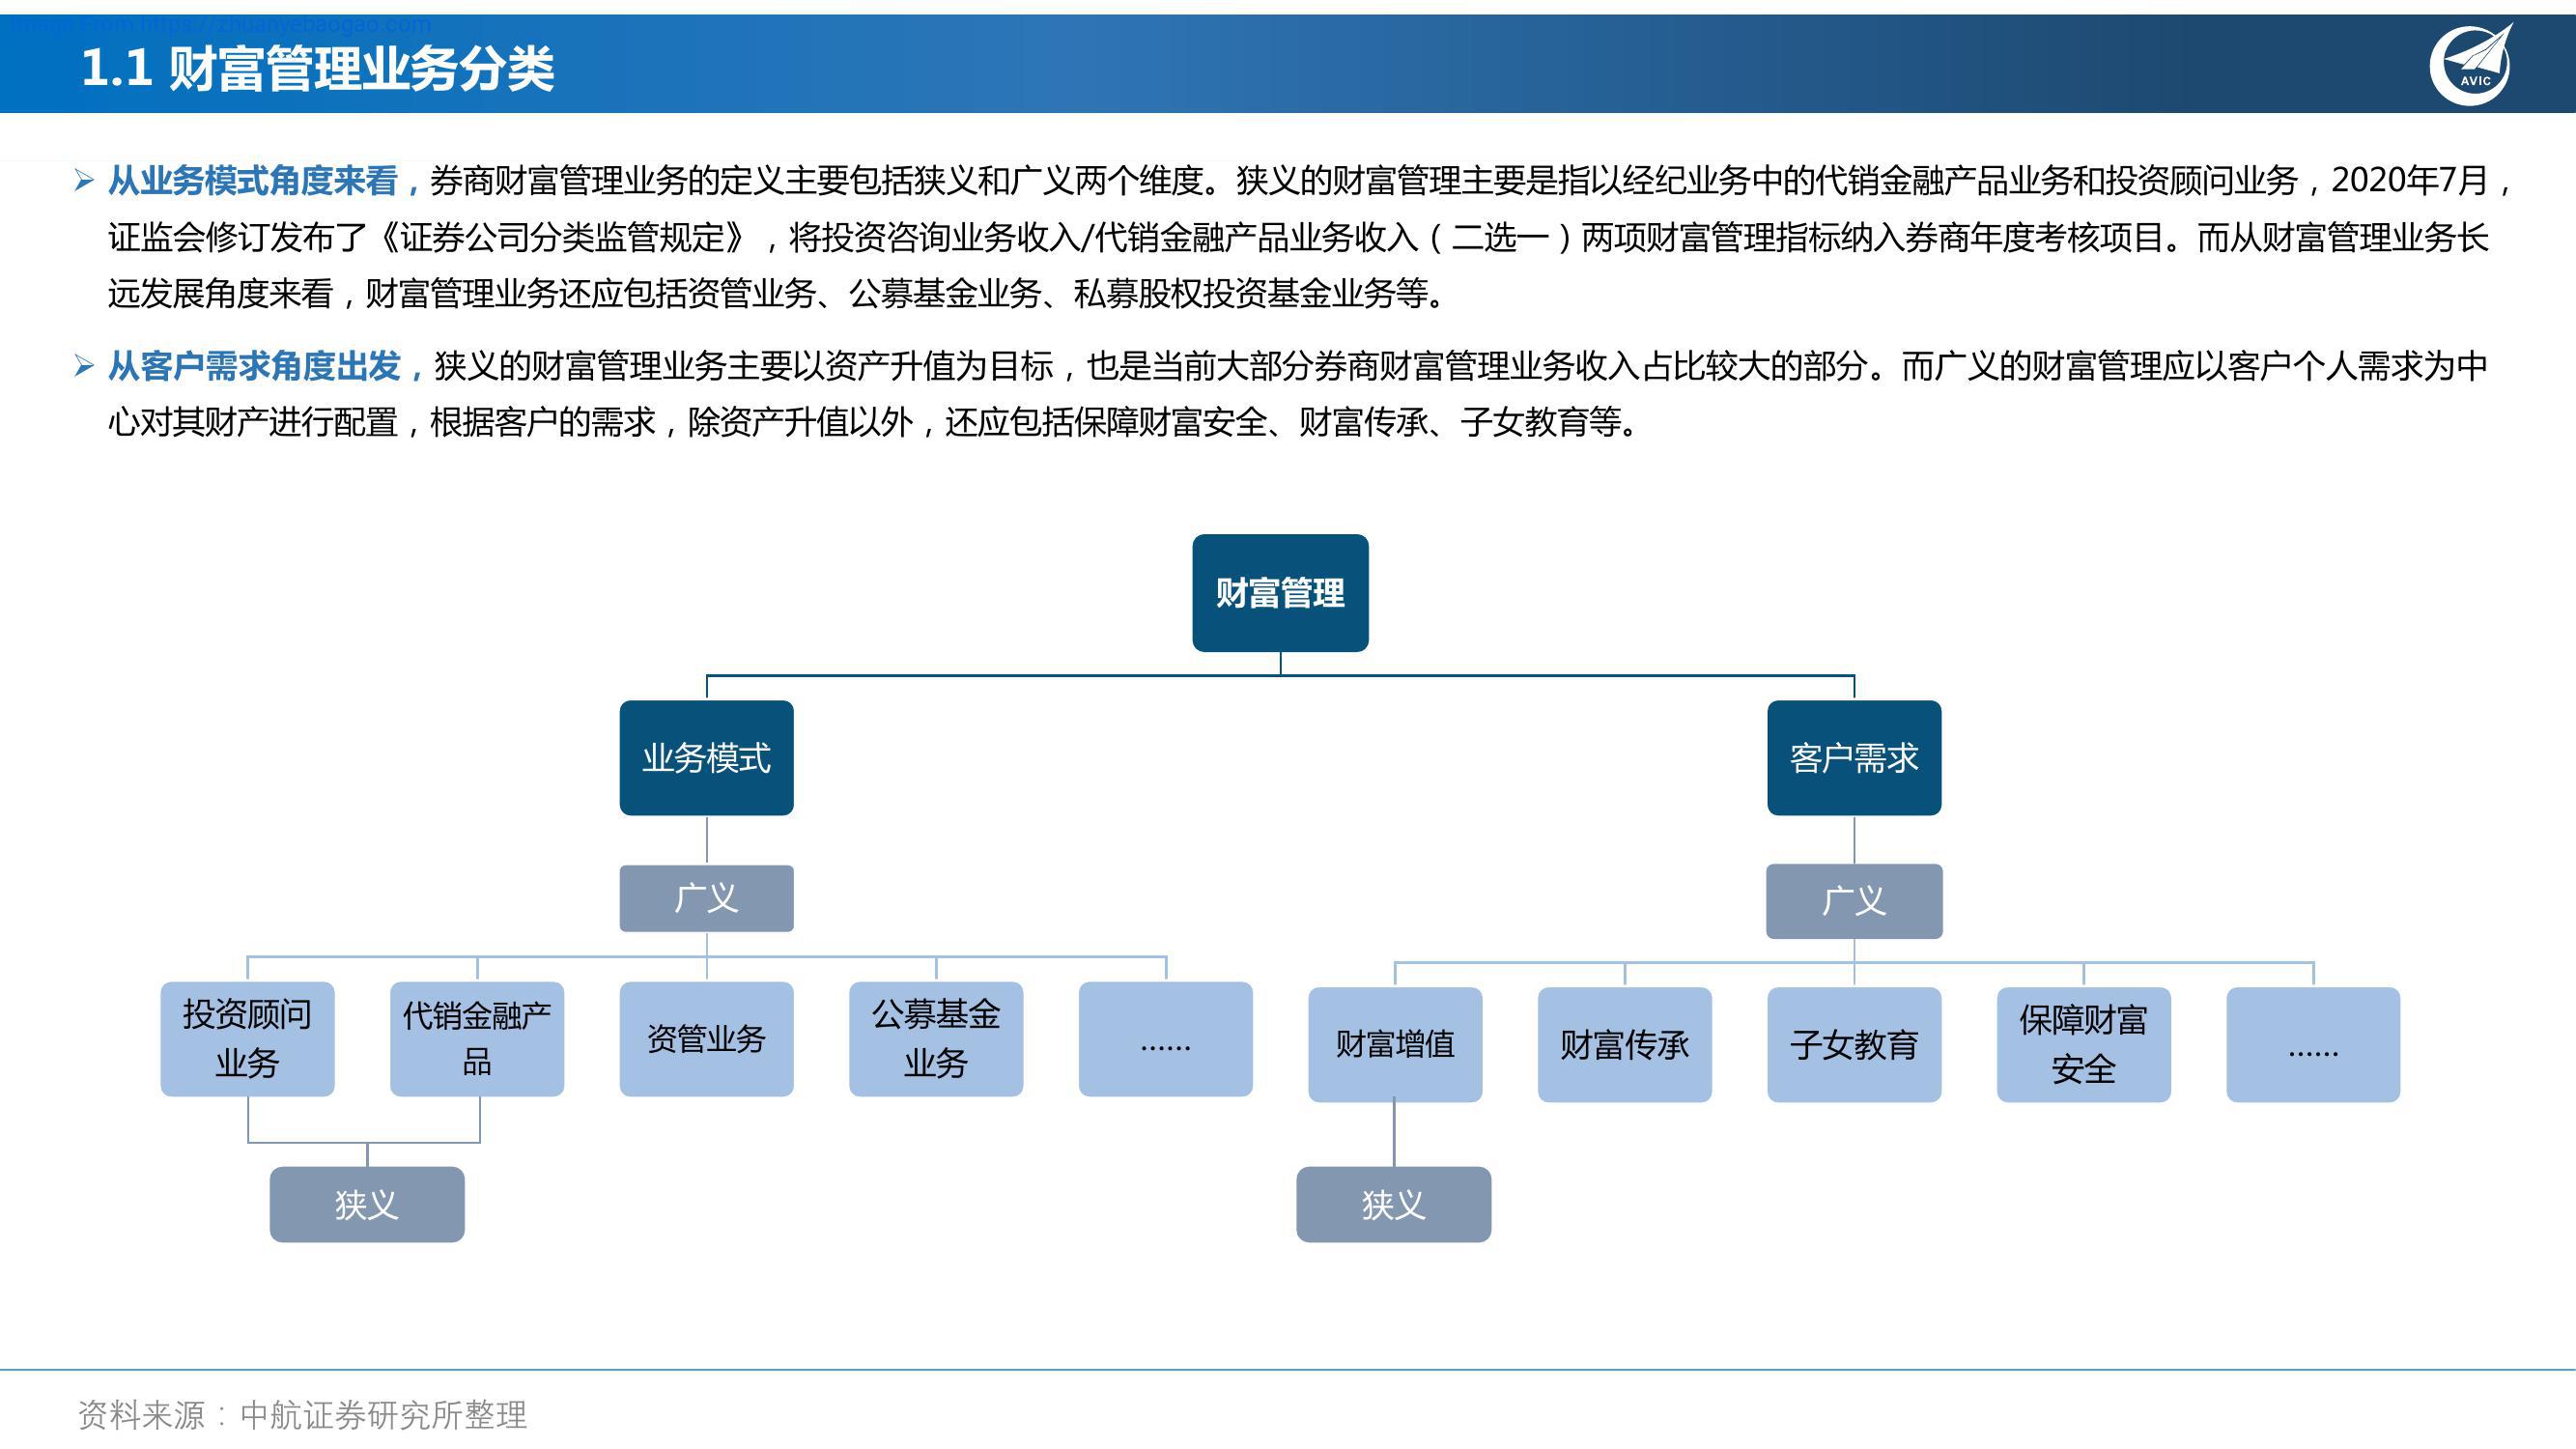 Image From https://zhuanyebaogao.com
1.1 财富管理业务分类
AVIC
从业务模式角度来看，券商财富管理业务的定义主要包括狭义和广义两个维度。狭义的财富管理主要是指以经纪业务中的代销金融产品业务和投资顾问业务，2020年7月，
证监会修订发布了《证券公司分类监管规定》，将投资咨询业务收入/代销金融产品业务收入（二选一）两项财富管理指标纳入券商年度考核项目。而从财富管理业务长
远发展角度来看，财富管理业务还应包括资管业务、公募基金业务、私募股权投资基金业务等。
从客户需求角度出发，狭义的财富管理业务主要以资产升值为目标，也是当前大部分券商财富管理业务收入占比较大的部分。而广义的财富管理应以客户个人需求为中
心对其财产进行配置，根据客户的需求，除资产升值以外，还应包括保障财富安全、财富传承、子女教育等。
财富管理
业务模式
客户需求
广义
广义
投资顾问
业务
代销金融产
品
资管业务
公募基金
业务
……
财富增值
财富传承
子女教育
保障财富
安全
……
狭义
狭义
资料来源：中航证券研究所整理